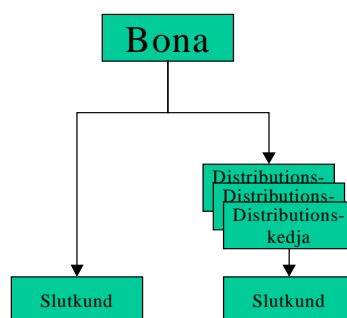 Bona
Distributions-
Distributions-
Distributions-
kedja
Slutkund
Slutkund